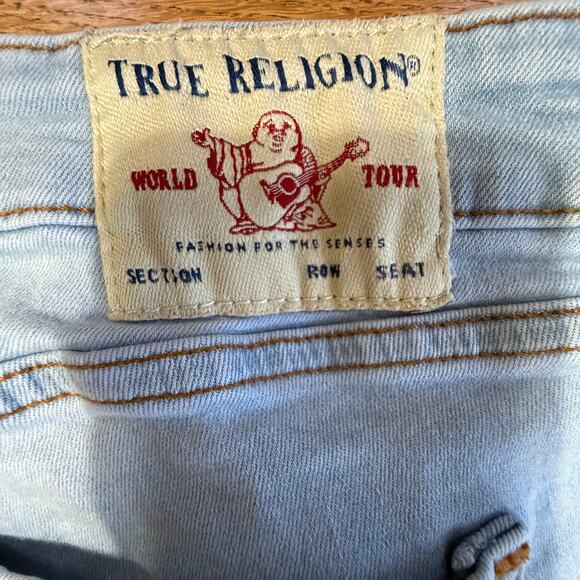 TRUE RELIGION®
WORLD TOUR
FASHION FOR THE SENSES
SECTION ROW SEAT